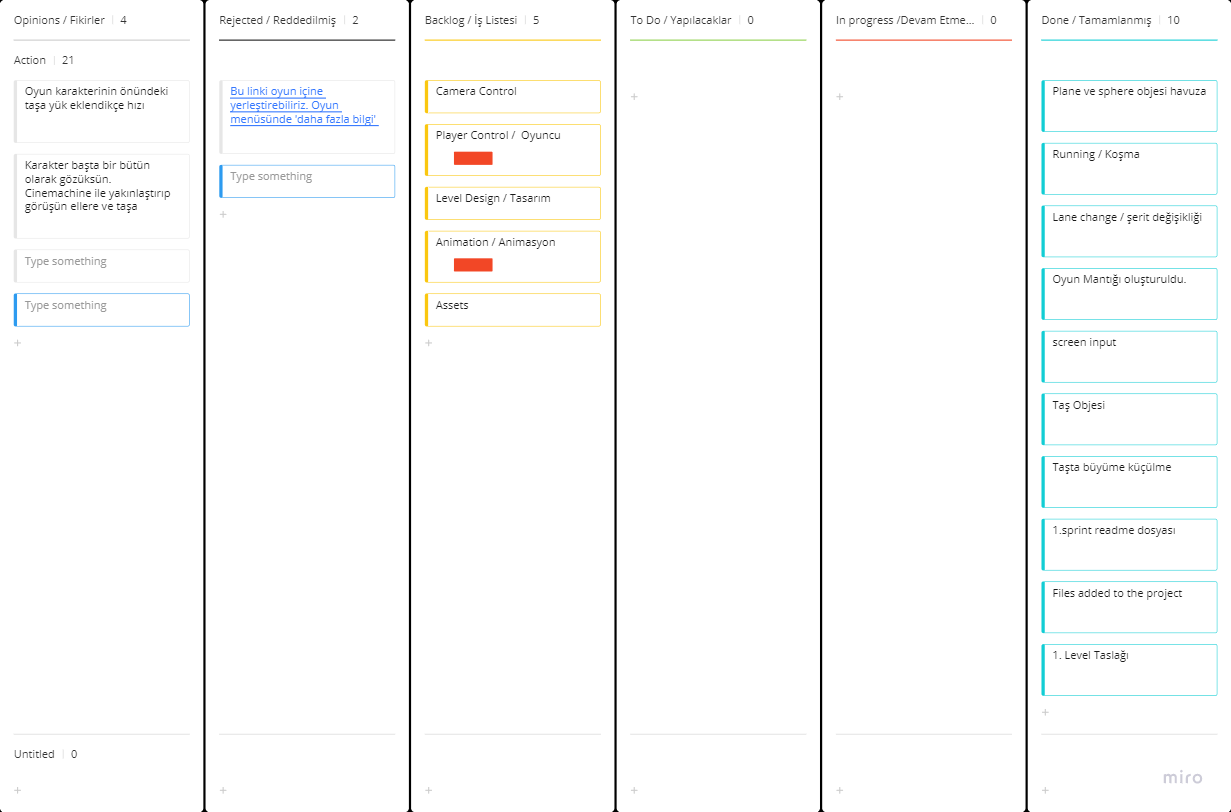 Opinions / Fikirler 4
Rejected / Reddedilmiş 2
Backlog / İş Listesi 5
To Do / Yapılacaklar 0
In progress /Devam Etme... 0
Done / Tamamlanmış 10
Action 21
Oyun karakterinin önündeki
taşa yük eklendikçe hızı
Karakter başta bir bütün
olarak gözüksün.
Cinemachine ile yakınlaştırıp
görüşün ellere ve taşa
Type something
Type something
Bu linki oyun içine
yerleştirebiliriz. Oyun
menüsünde 'daha fazla bilgi'
Type something
Camera Control
Player Control / Oyuncu
Level Design / Tasarım
Animation / Animasyon
Assets
Plane ve sphere objesi havuza
Running / Koşma
Lane change / şerit değişikliği
Oyun Mantığı oluşturuldu.
screen input
Taş Objesi
Taşta büyüme küçülme
1.sprint readme dosyası
Files added to the project
1. Level Taslağı
Untitled 0
miro